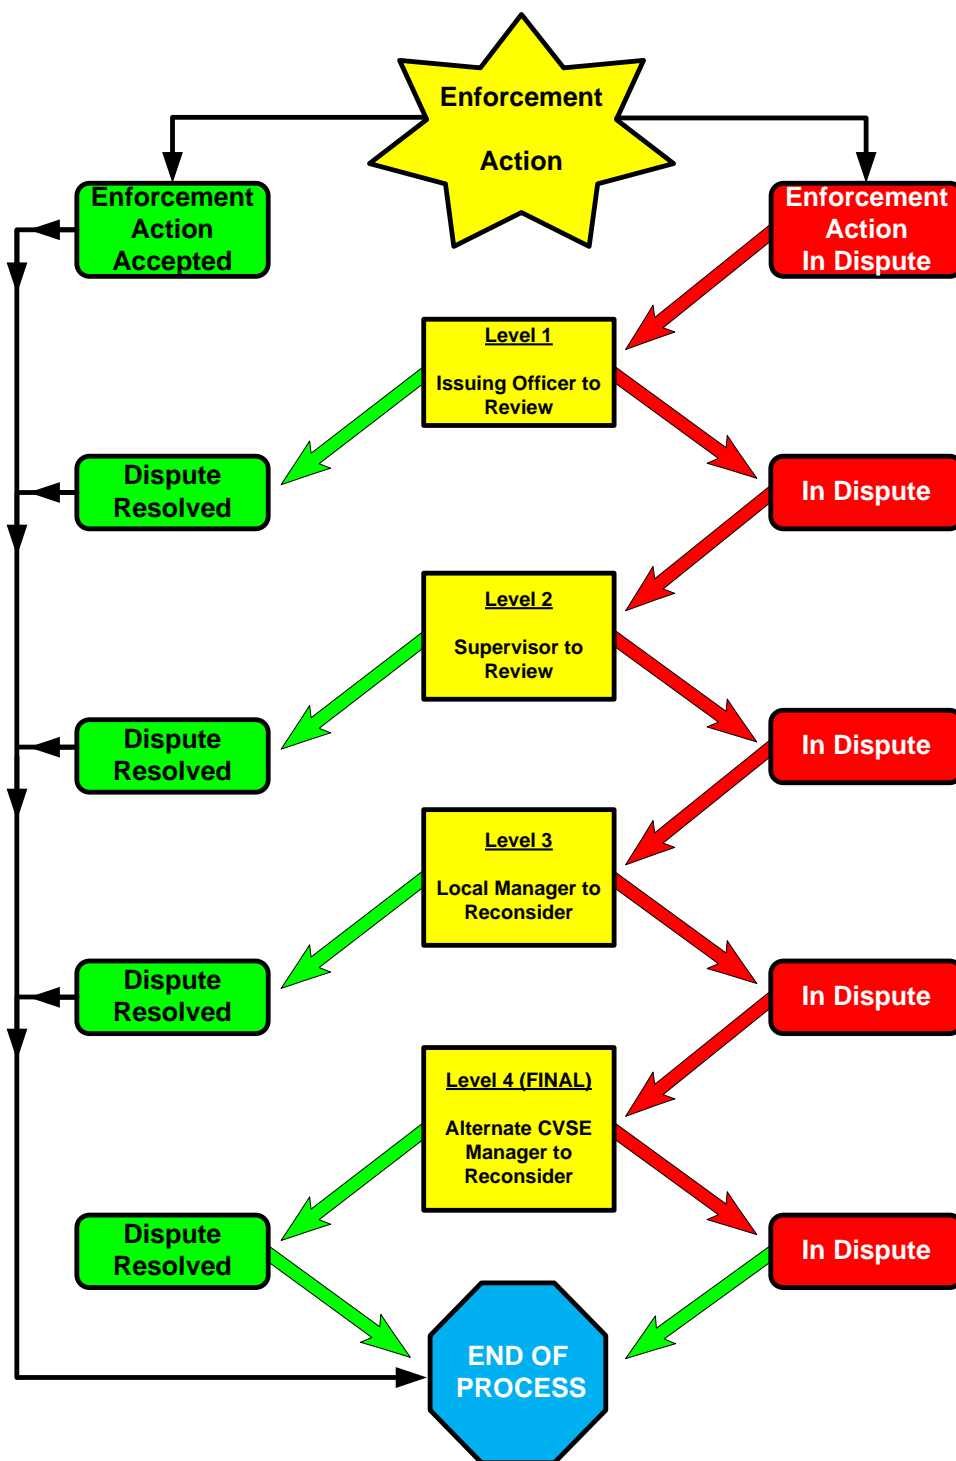 Enforcement
Action
Enforcement
Action
Accepted
Enforcement
Action
In Dispute
Level 1
Issuing Officer to
Review
Dispute
Resolved
In Dispute
Level 2
Supervisor to
Review
Dispute
Resolved
In Dispute
Level 3
Local Manager to
Reconsider
Dispute
Resolved
In Dispute
Level 4 (FINAL)
Alternate CVSE
Manager to
Reconsider
Dispute
Resolved
In Dispute
END OF
PROCESS